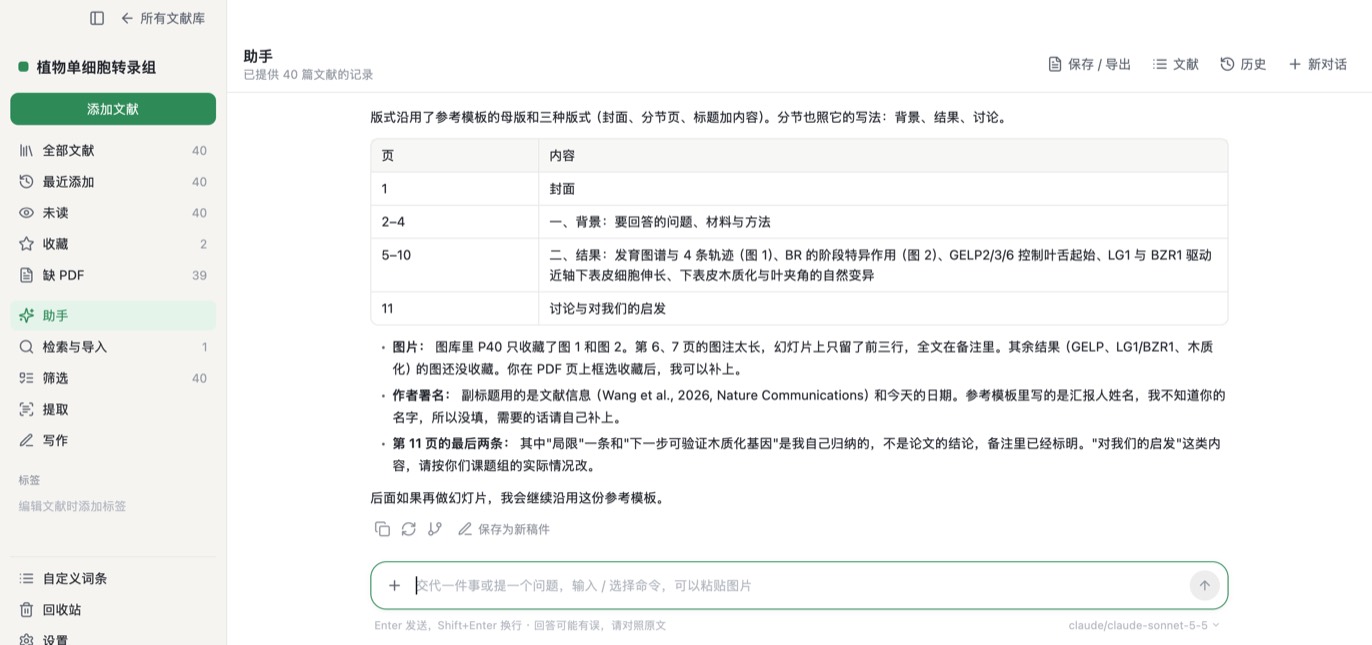 所有文献库
植物单细胞转录组
添加文献
全部文献 40
最近添加 40
未读 40
收藏 2
缺 PDF 39
助手
检索与导入 1
筛选 40
提取
写作
标签
编辑文献时添加标签
自定义词条
回收站
设置
助手
已提供 40 篇文献的记录
保存 / 导出 文献 历史 新对话
版式沿用了参考模板的母版和三种版式（封面、分节页、标题加内容）。分节也照它的写法：背景、结果、讨论。
页 内容
1 封面
2–4 一、背景：要回答的问题、材料与方法
5–10 二、结果：发育图谱与 4 条轨迹（图 1）、BR 的阶段特异作用（图 2）、GELP2/3/6 控制叶舌起始、LG1 与 BZR1 驱动
近轴下表皮细胞伸长、下表皮木质化与叶夹角的自然变异
11 讨论与对我们的启发
• 图片： 图库里 P40 只收藏了图 1 和图 2。第 6、7 页的图注太长，幻灯片上只留了前三行，全文在备注里。其余结果（GELP、LG1/BZR1、木质
化）的图还没收藏。你在 PDF 页上框选收藏后，我可以补上。
• 作者署名： 副标题用的是文献信息（Wang et al., 2026, Nature Communications）和今天的日期。参考模板里写的是汇报人姓名，我不知道你的
名字，所以没填，需要的话请自己补上。
• 第 11 页的最后两条： 其中"局限"一条和"下一步可验证木质化基因"是我自己归纳的，不是论文的结论，备注里已经标明。"对我们的启发"这类内
容，请按你们课题组的实际情况改。
后面如果再做幻灯片，我会继续沿用这份参考模板。
保存为新稿件
交代一件事或提一个问题，输入 / 选择命令，可以粘贴图片
Enter 发送，Shift+Enter 换行 · 回答可能有误，请对照原文
claude/claude-sonnet-5-5